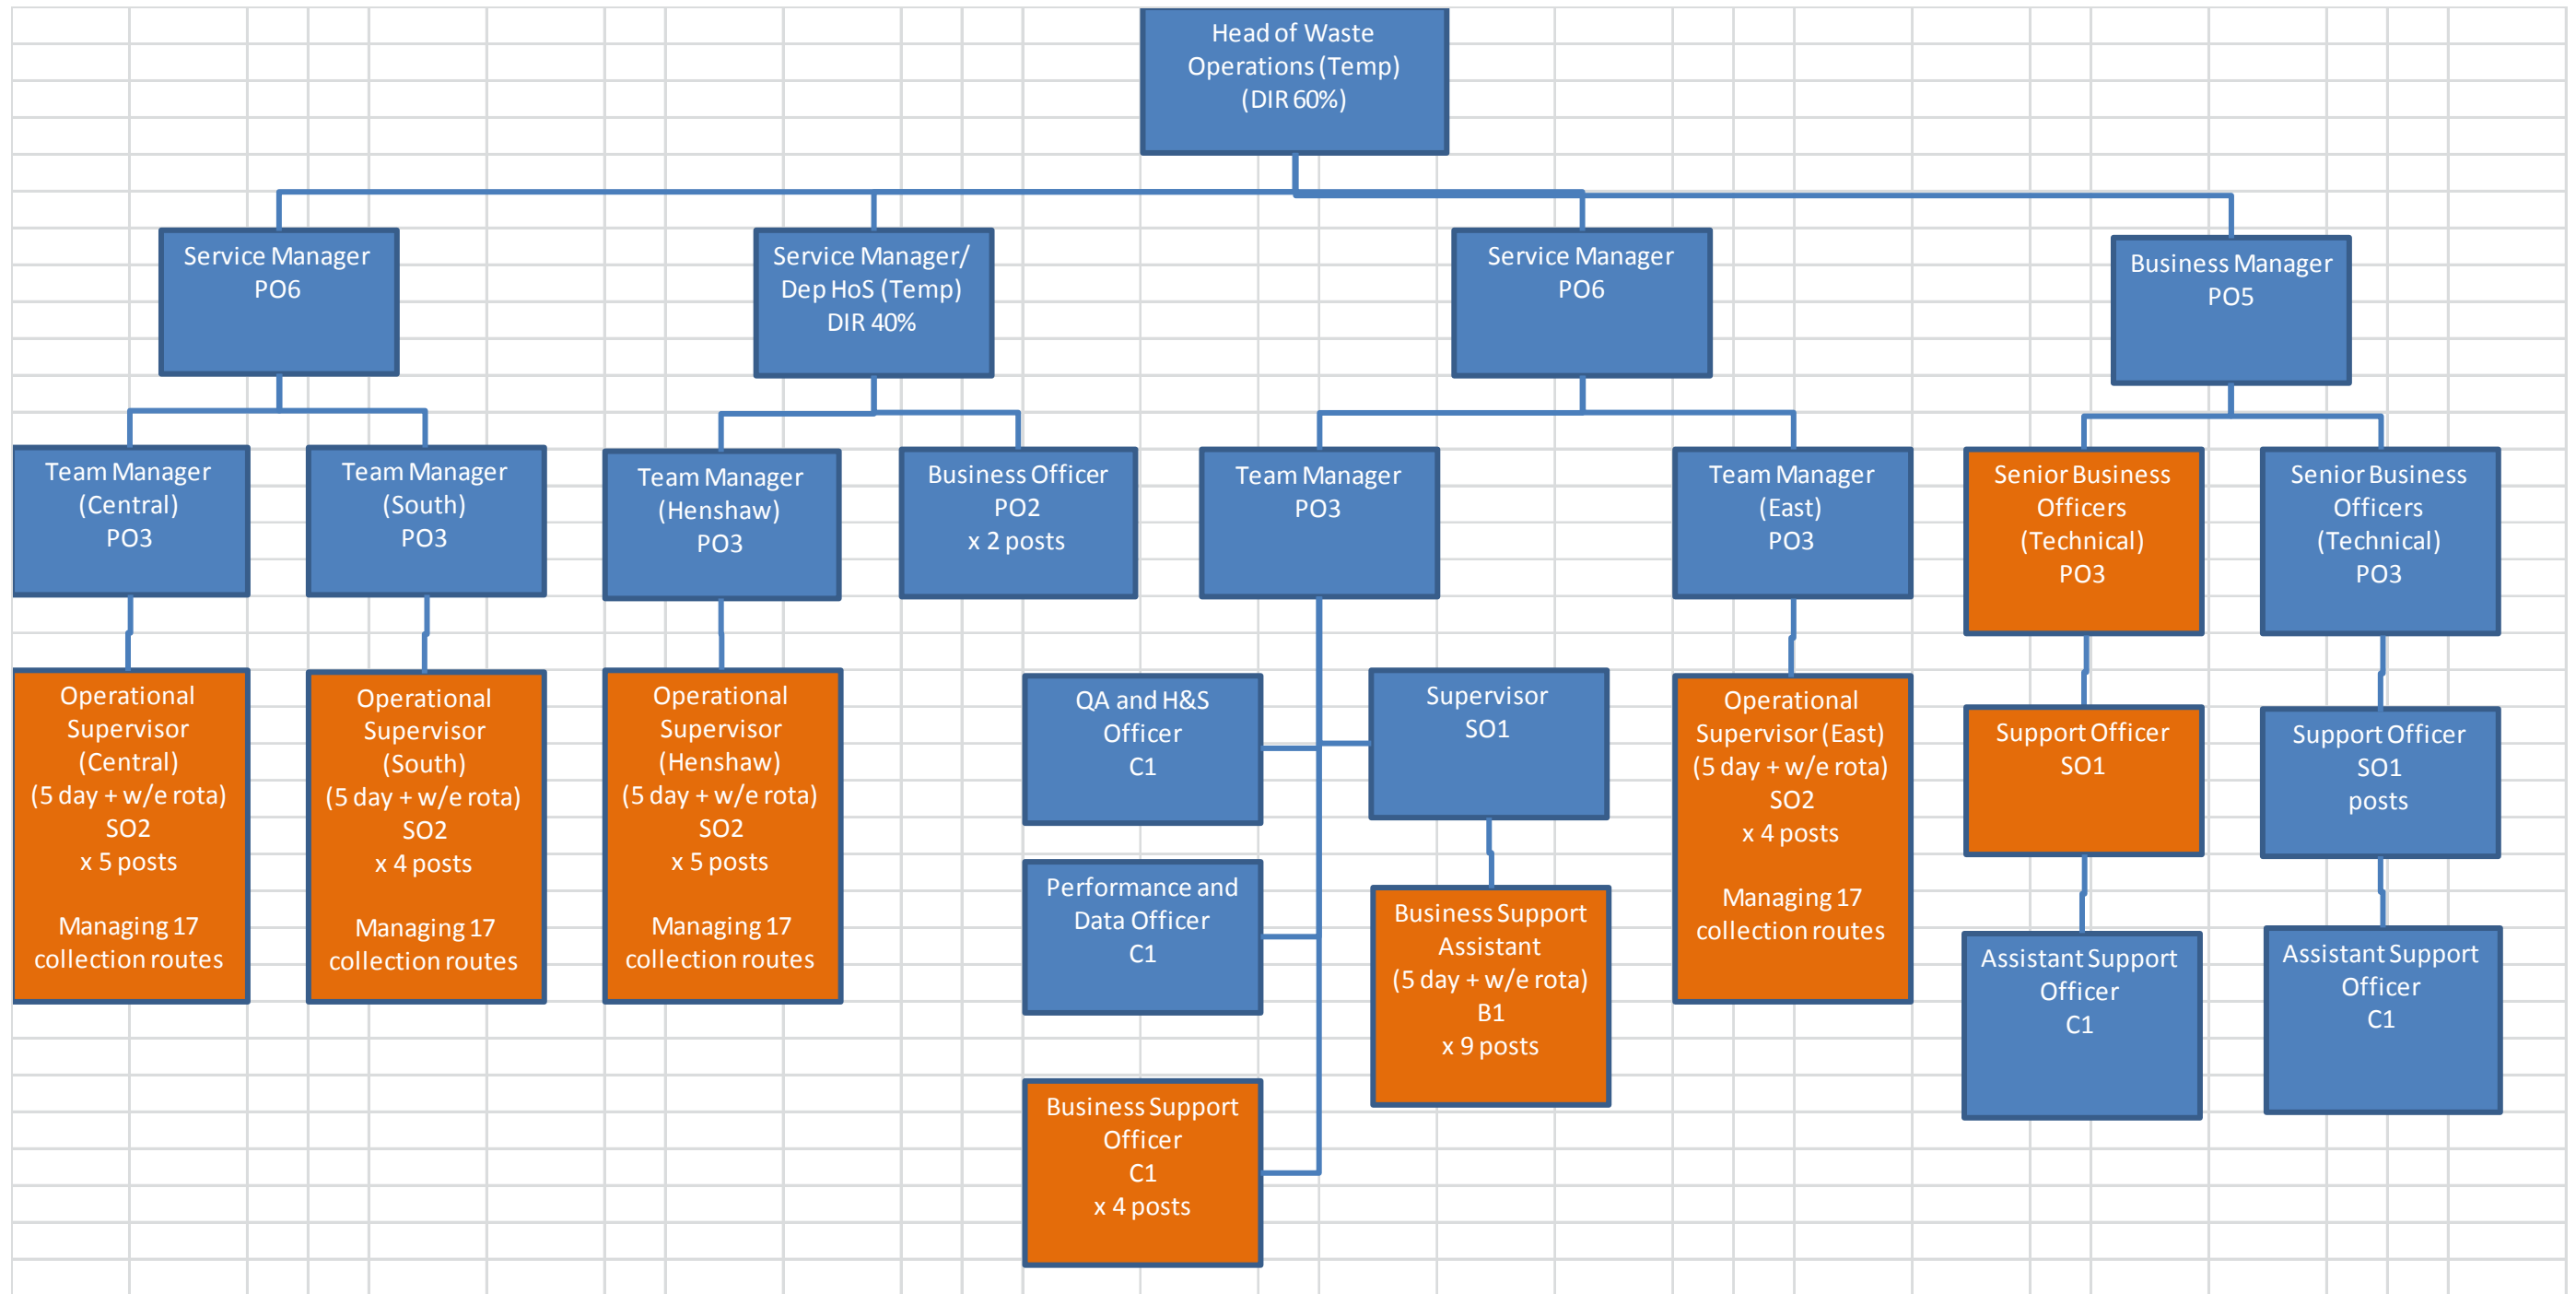 Head of Waste
Operations (Temp)
(DIR 60%)
Service Manager
PO6
Service Manager/
Dep HoS (Temp)
DIR 40%
Service Manager
PO6
Business Manager
PO5
Team Manager
(Central)
PO3
Team Manager
(South)
PO3
Team Manager
(Henshaw)
PO3
Business Officer
PO2
x 2 posts
Team Manager
PO3
Team Manager
(East)
PO3
Senior Business
Officers
(Technical)
PO3
Senior Business
Officers
(Technical)
PO3
Operational
Supervisor
(Central)
(5 day + w/e rota)
SO2
x 5 posts
Managing 17
collection routes
Operational
Supervisor
(South)
(5 day + w/e rota)
SO2
x 4 posts
Managing 17
collection routes
Operational
Supervisor
(Henshaw)
(5 day + w/e rota)
SO2
x 5 posts
Managing 17
collection routes
QA and H&S
Officer
C1
Supervisor
SO1
Operational
Supervisor (East)
(5 day + w/e rota)
SO2
x 4 posts
Managing 17
collection routes
Support Officer
SO1
Support Officer
SO1
posts
Performance and
Data Officer
C1
Business Support
Assistant
(5 day + w/e rota)
B1
x 9 posts
Assistant Support
Officer
C1
Assistant Support
Officer
C1
Business Support
Officer
C1
x 4 posts